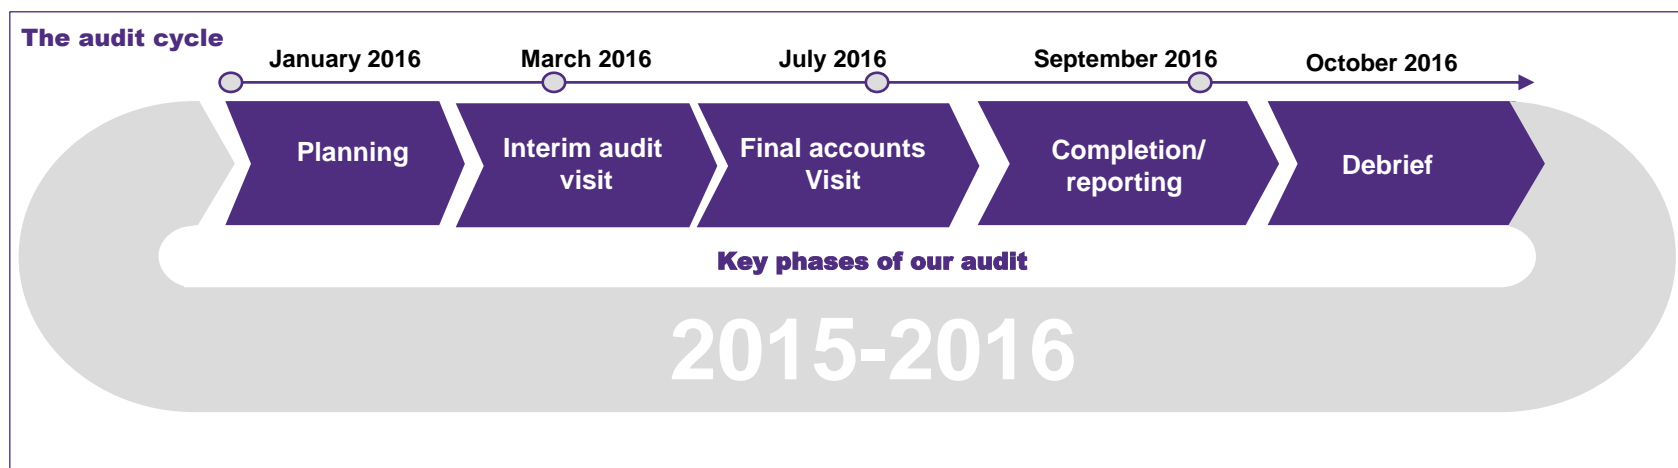 The audit cycle
January 2016
March 2016
July 2016
September 2016
October 2016
Planning
Interim audit
visit
Final accounts
Visit
Completion/
reporting
Debrief
Key phases of our audit
2015-2016